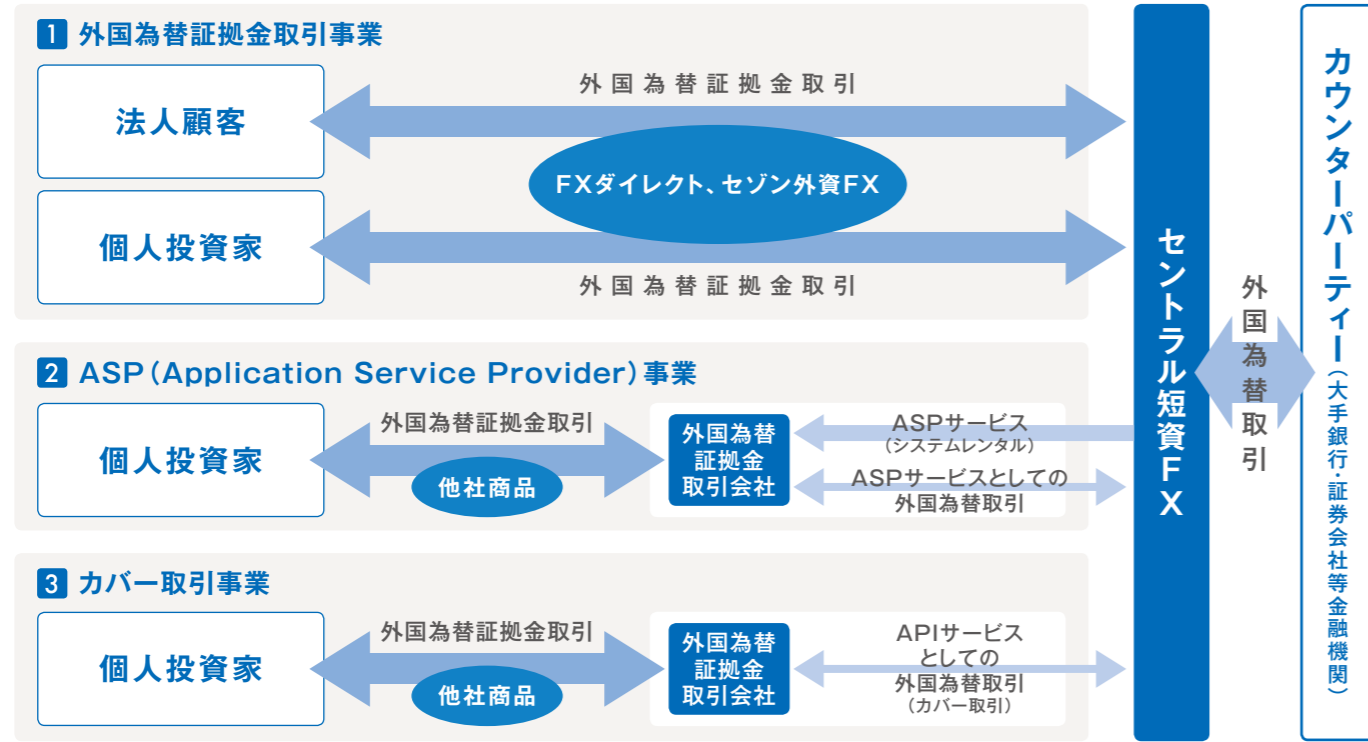 1 外国為替証拠金取引事業
法人顧客
外国為替証拠金取引
FXダイレクト、セゾン外資FX
個人投資家
外国為替証拠金取引
2 ASP(Application Service Provider)事業
個人投資家
外国為替証拠金取引
他社商品
外国為替
証拠金
取引会社
ASPサービス
(システムレンタル)
ASPサービスとしての
外国為替取引
3 カバー取引事業
個人投資家
外国為替証拠金取引
他社商品
外国為替
証拠金
取引会社
APIサービス
としての
外国為替取引
(カバー取引)
セントラル短資FX
外国為替取引
カウンターパーティー(大手銀行・証券会社等金融機関)